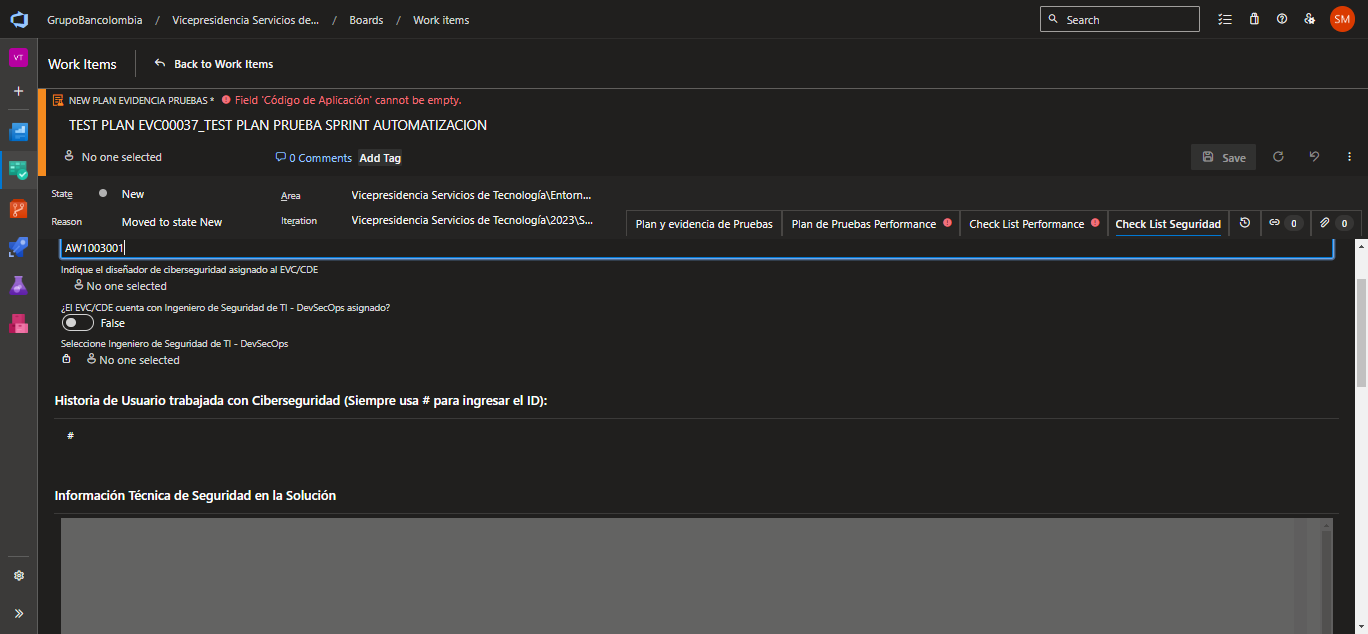 GrupoBancolombia / Vicepresidencia Servicios de... / Boards / Work items
Search
SM
VT
Work Items
Back to Work Items
NEW PLAN EVIDENCIA PRUEBAS * Field 'Código de Aplicación' cannot be empty.
TEST PLAN EVC00037_TEST PLAN PRUEBA SPRINT AUTOMATIZACION
No one selected
0 Comments
Add Tag
Save
State
New
Area
Vicepresidencia Servicios de Tecnología\Entorn...
Reason
Moved to state New
Iteration
Vicepresidencia Servicios de Tecnología\2023\S...
Plan y evidencia de Pruebas
Plan de Pruebas Performance
Check List Performance
Check List Seguridad
0
0
AW1003001
Indique el diseñador de ciberseguridad asignado al EVC/CDE
No one selected
¿El EVC/CDE cuenta con Ingeniero de Seguridad de TI - DevSecOps asignado?
False
Seleccione Ingeniero de Seguridad de TI - DevSecOps
No one selected
Historia de Usuario trabajada con Ciberseguridad (Siempre usa # para ingresar el ID):
#
Información Técnica de Seguridad en la Solución